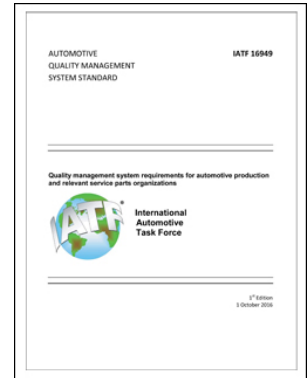 AUTOMOTIVE
QUALITY MANAGEMENT
SYSTEM STANDARD
IATF 16949
Quality management system requirements for automotive production
and relevant service parts organizations
IATF®
International
Automotive
Task Force
1st Edition
1 October 2016